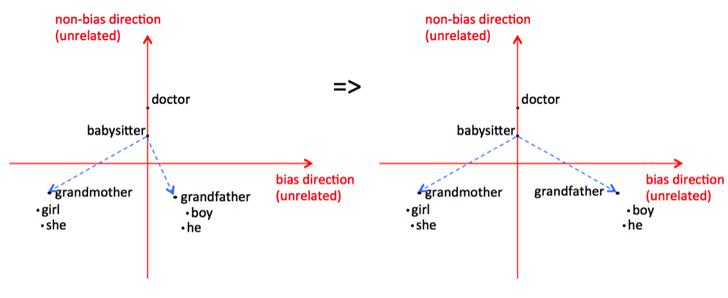 non-bias direction
(unrelated)
doctor
babysitter
bias direction
(unrelated)
grandmother
girl
she
grandfather
boy
he
=>
non-bias direction
(unrelated)
doctor
babysitter
bias direction
(unrelated)
grandmother
girl
she
grandfather
boy
he